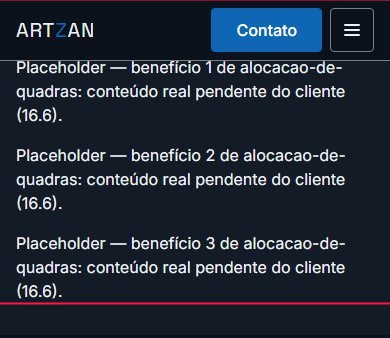 ARTZAN
Contato
Placeholder — benefício 1 de alocacao-de-
quadras: conteúdo real pendente do cliente
(16.6).
Placeholder — benefício 2 de alocacao-de-
quadras: conteúdo real pendente do cliente
(16.6).
Placeholder — benefício 3 de alocacao-de-
quadras: conteúdo real pendente do cliente
(16.6).